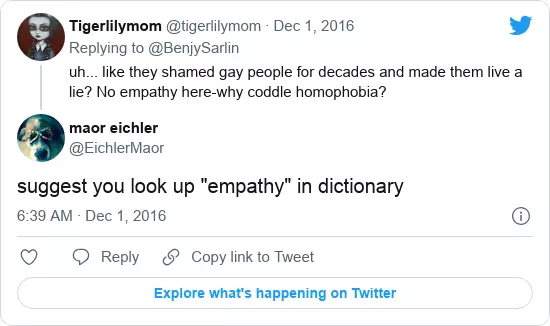 Tigerlilymom @tigerlilymom · Dec 1, 2016
Replying to @BenjySarlin
uh... like they shamed gay people for decades and made them live a
lie? No empathy here-why coddle homophobia?
maor eichler
@EichlerMaor
suggest you look up "empathy" in dictionary
6:39 AM · Dec 1, 2016
Reply
Copy link to Tweet
Explore what's happening on Twitter